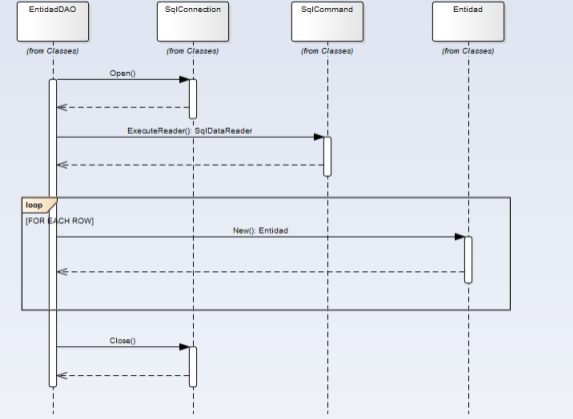 EntidadDAO
SqlConnection
SqlCommand
Entidad
(from Classes)
(from Classes)
(from Classes)
(from Classes)
Open()
ExecuteReader(): SqlDataReader
loop
[FOR EACH ROW]
New(): Entidad
Close()